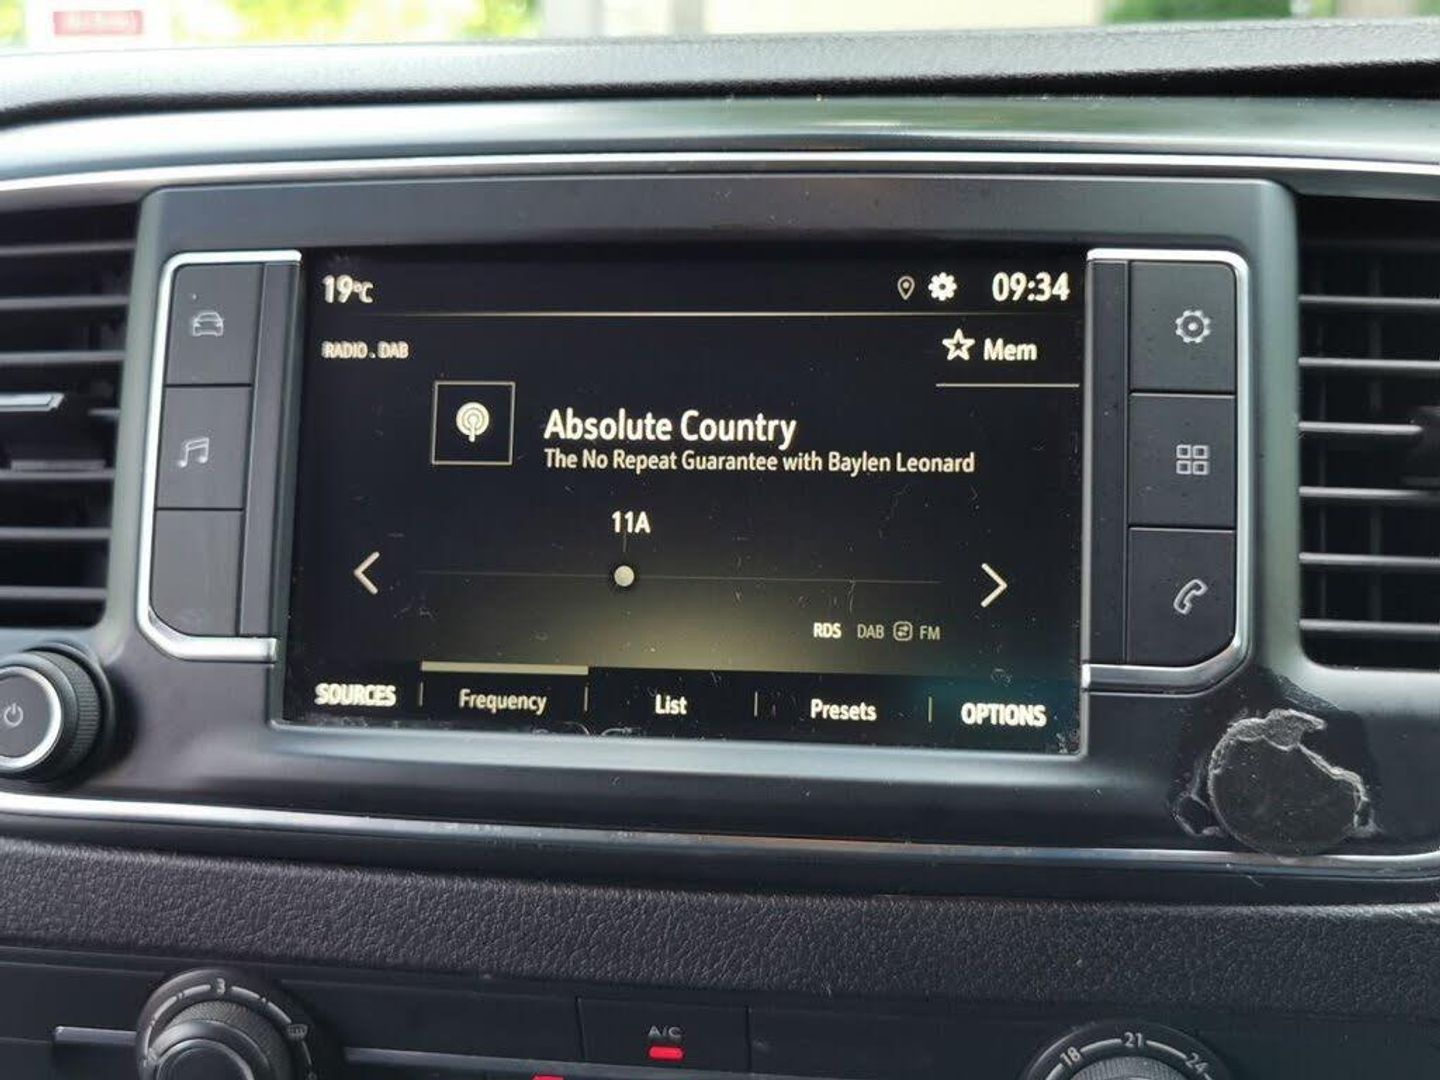 19°C
09:34
RADIO . DAB
Mem
Absolute Country
The No Repeat Guarantee with Baylen Leonard
11A
RDS DAB FM
SOURCES Frequency List Presets OPTIONS
3
A/C
18 21 24